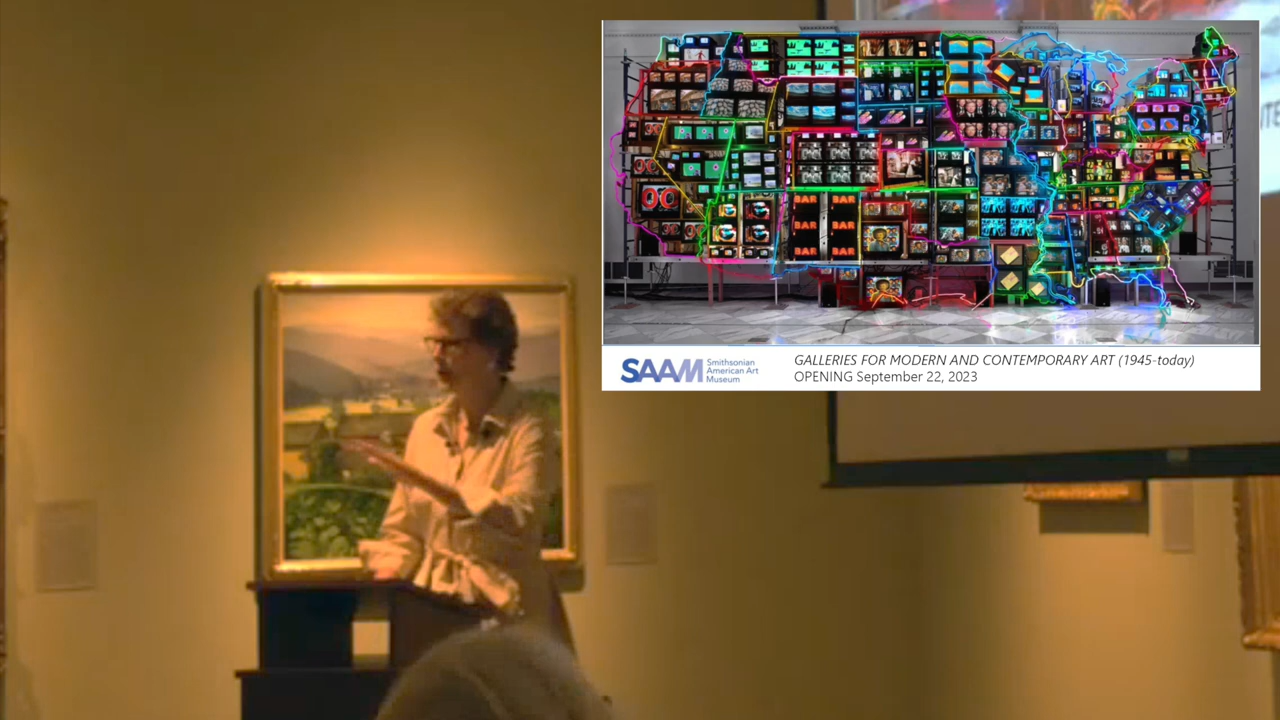 BAR BAR
BAR BAR
BAR BAR
SAAM
Smithsonian
American Art
Museum
GALLERIES FOR MODERN AND CONTEMPORARY ART (1945-today)
OPENING September 22, 2023